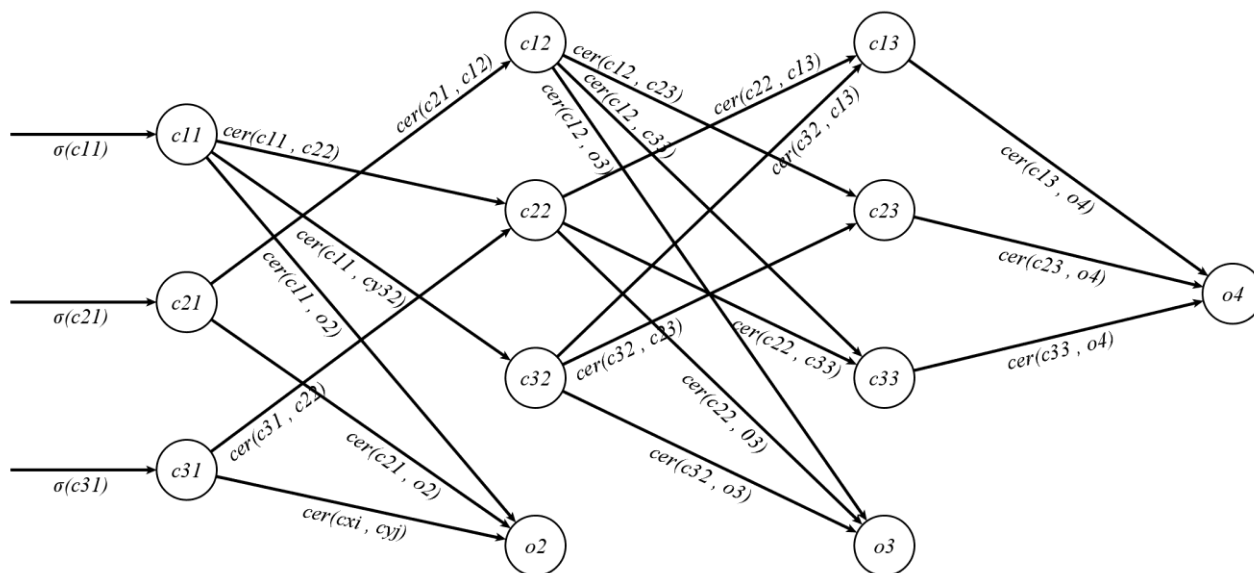 c12
c13
cer(c12 , c23)
cer(c21 , c12)
cer(c12 , c33)
cer(c12 , o3)
cer(c22 , c13)
cer(c32 , c13)
c11
σ(c11)
cer(c11 , c22)
cer(c13 , o4)
c22
c23
cer(c11 , cy32)
cer(c11 , o2)
cer(c23 , o4)
c21
σ(c21)
o4
cer(c32 , c23)
cer(c22 , c33)
cer(c33 , o4)
c32
c33
cer(c31 , c22)
cer(c22 , 03)
c31
σ(c31)
cer(c21 , o2)
cer(c32 , o3)
cer(cxi , cyj)
o2
o3